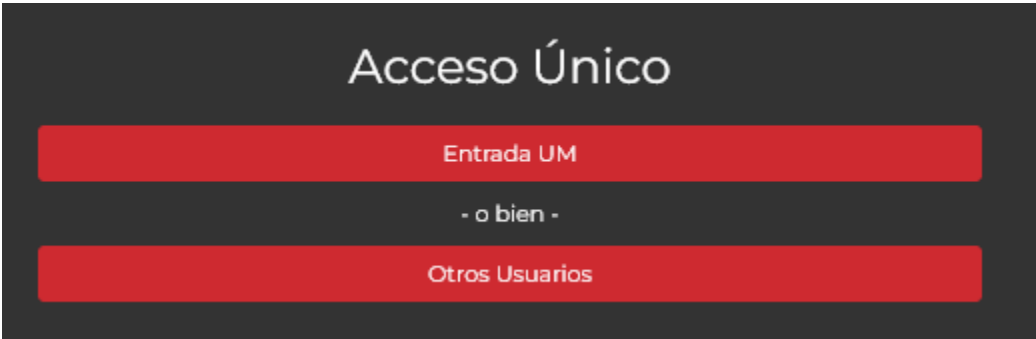 Acceso Único
Entrada UM
- o bien -
Otros Usuarios